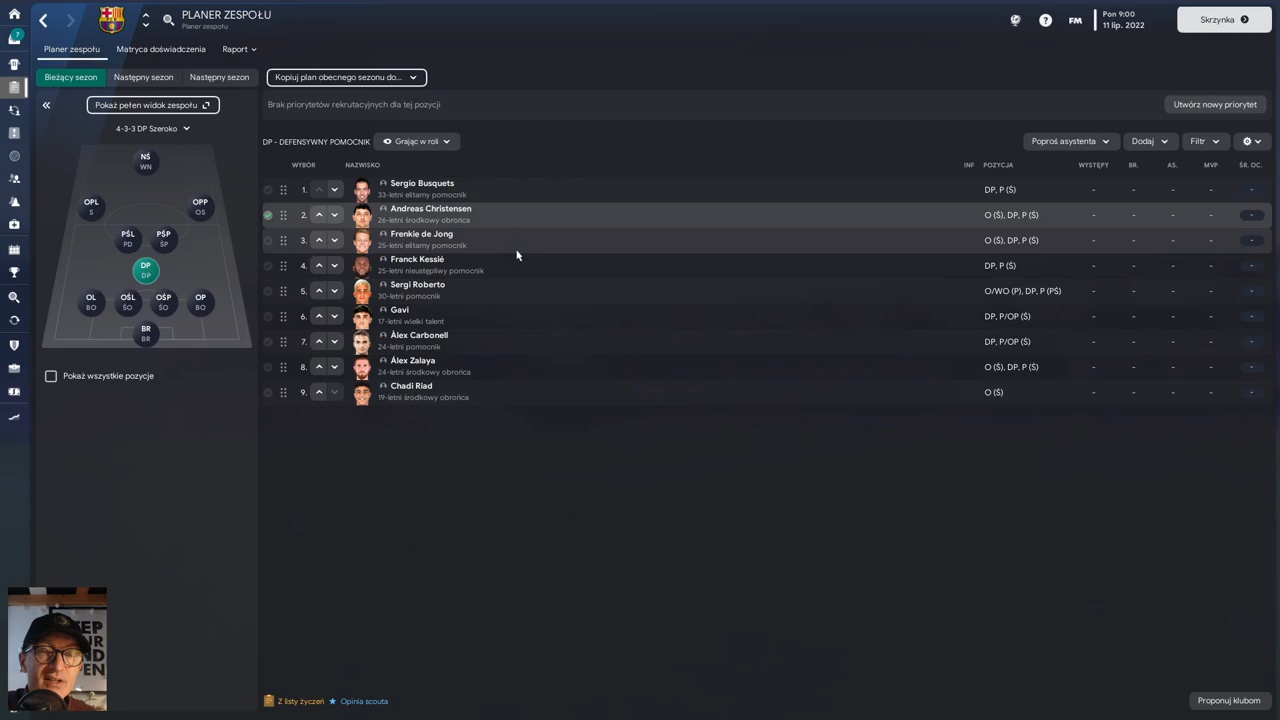 PLANER ZESPOŁU
Planer zespołu
Pon 9:00
11 lip. 2022
FM
Skrzynka
7
Planer zespołu
Matryca doświadczenia
Raport
Bieżący sezon
Następny sezon
Następny sezon
Kopiuj plan obecnego sezonu do...
Pokaż pełen widok zespołu
Brak priorytetów rekrutacyjnych dla tej pozycji
Utwórz nowy priorytet
4-3-3 DP Szeroko
DP - DEFENSYWNY POMOCNIK
Grając w roli
Poproś asystenta
Dodaj
Filtr
WYBÓR
NAZWISKO
INF
POZYCJA
WYSTĘPY
BR.
AS.
MVP
ŚR. OC.
NŚ
WN
OPL
S
OPP
OS
PŚL
PD
PŚP
ŚP
DP
DP
OL
BO
OŚL
ŚO
OŚP
ŚO
OP
BO
BR
BR
Pokaż wszystkie pozycje
1. Sergio Busquets DP, P (Ś) - - - - -
33-letni elitarny pomocnik
2. Andreas Christensen O (Ś), DP, P (Ś) - - - - -
26-letni środkowy obrońca
3. Frenkie de Jong O (Ś), DP, P (Ś) - - - - -
25-letni elitarny pomocnik
4. Franck Kessié DP, P (Ś) - - - - -
25-letni nieustępliwy pomocnik
5. Sergi Roberto O/WO (P), DP, P (PŚ) - - - - -
30-letni pomocnik
6. Gavi DP, P/OP (Ś) - - - - -
17-letni wielki talent
7. Àlex Carbonell DP, P/OP (Ś) - - - - -
24-letni pomocnik
8. Álex Zalaya O (Ś), DP, P (Ś) - - - - -
24-letni środkowy obrońca
9. Chadi Riad O (Ś) - - - - -
19-letni środkowy obrońca
Z listy życzeń
Opinia scouta
Proponuj klubom